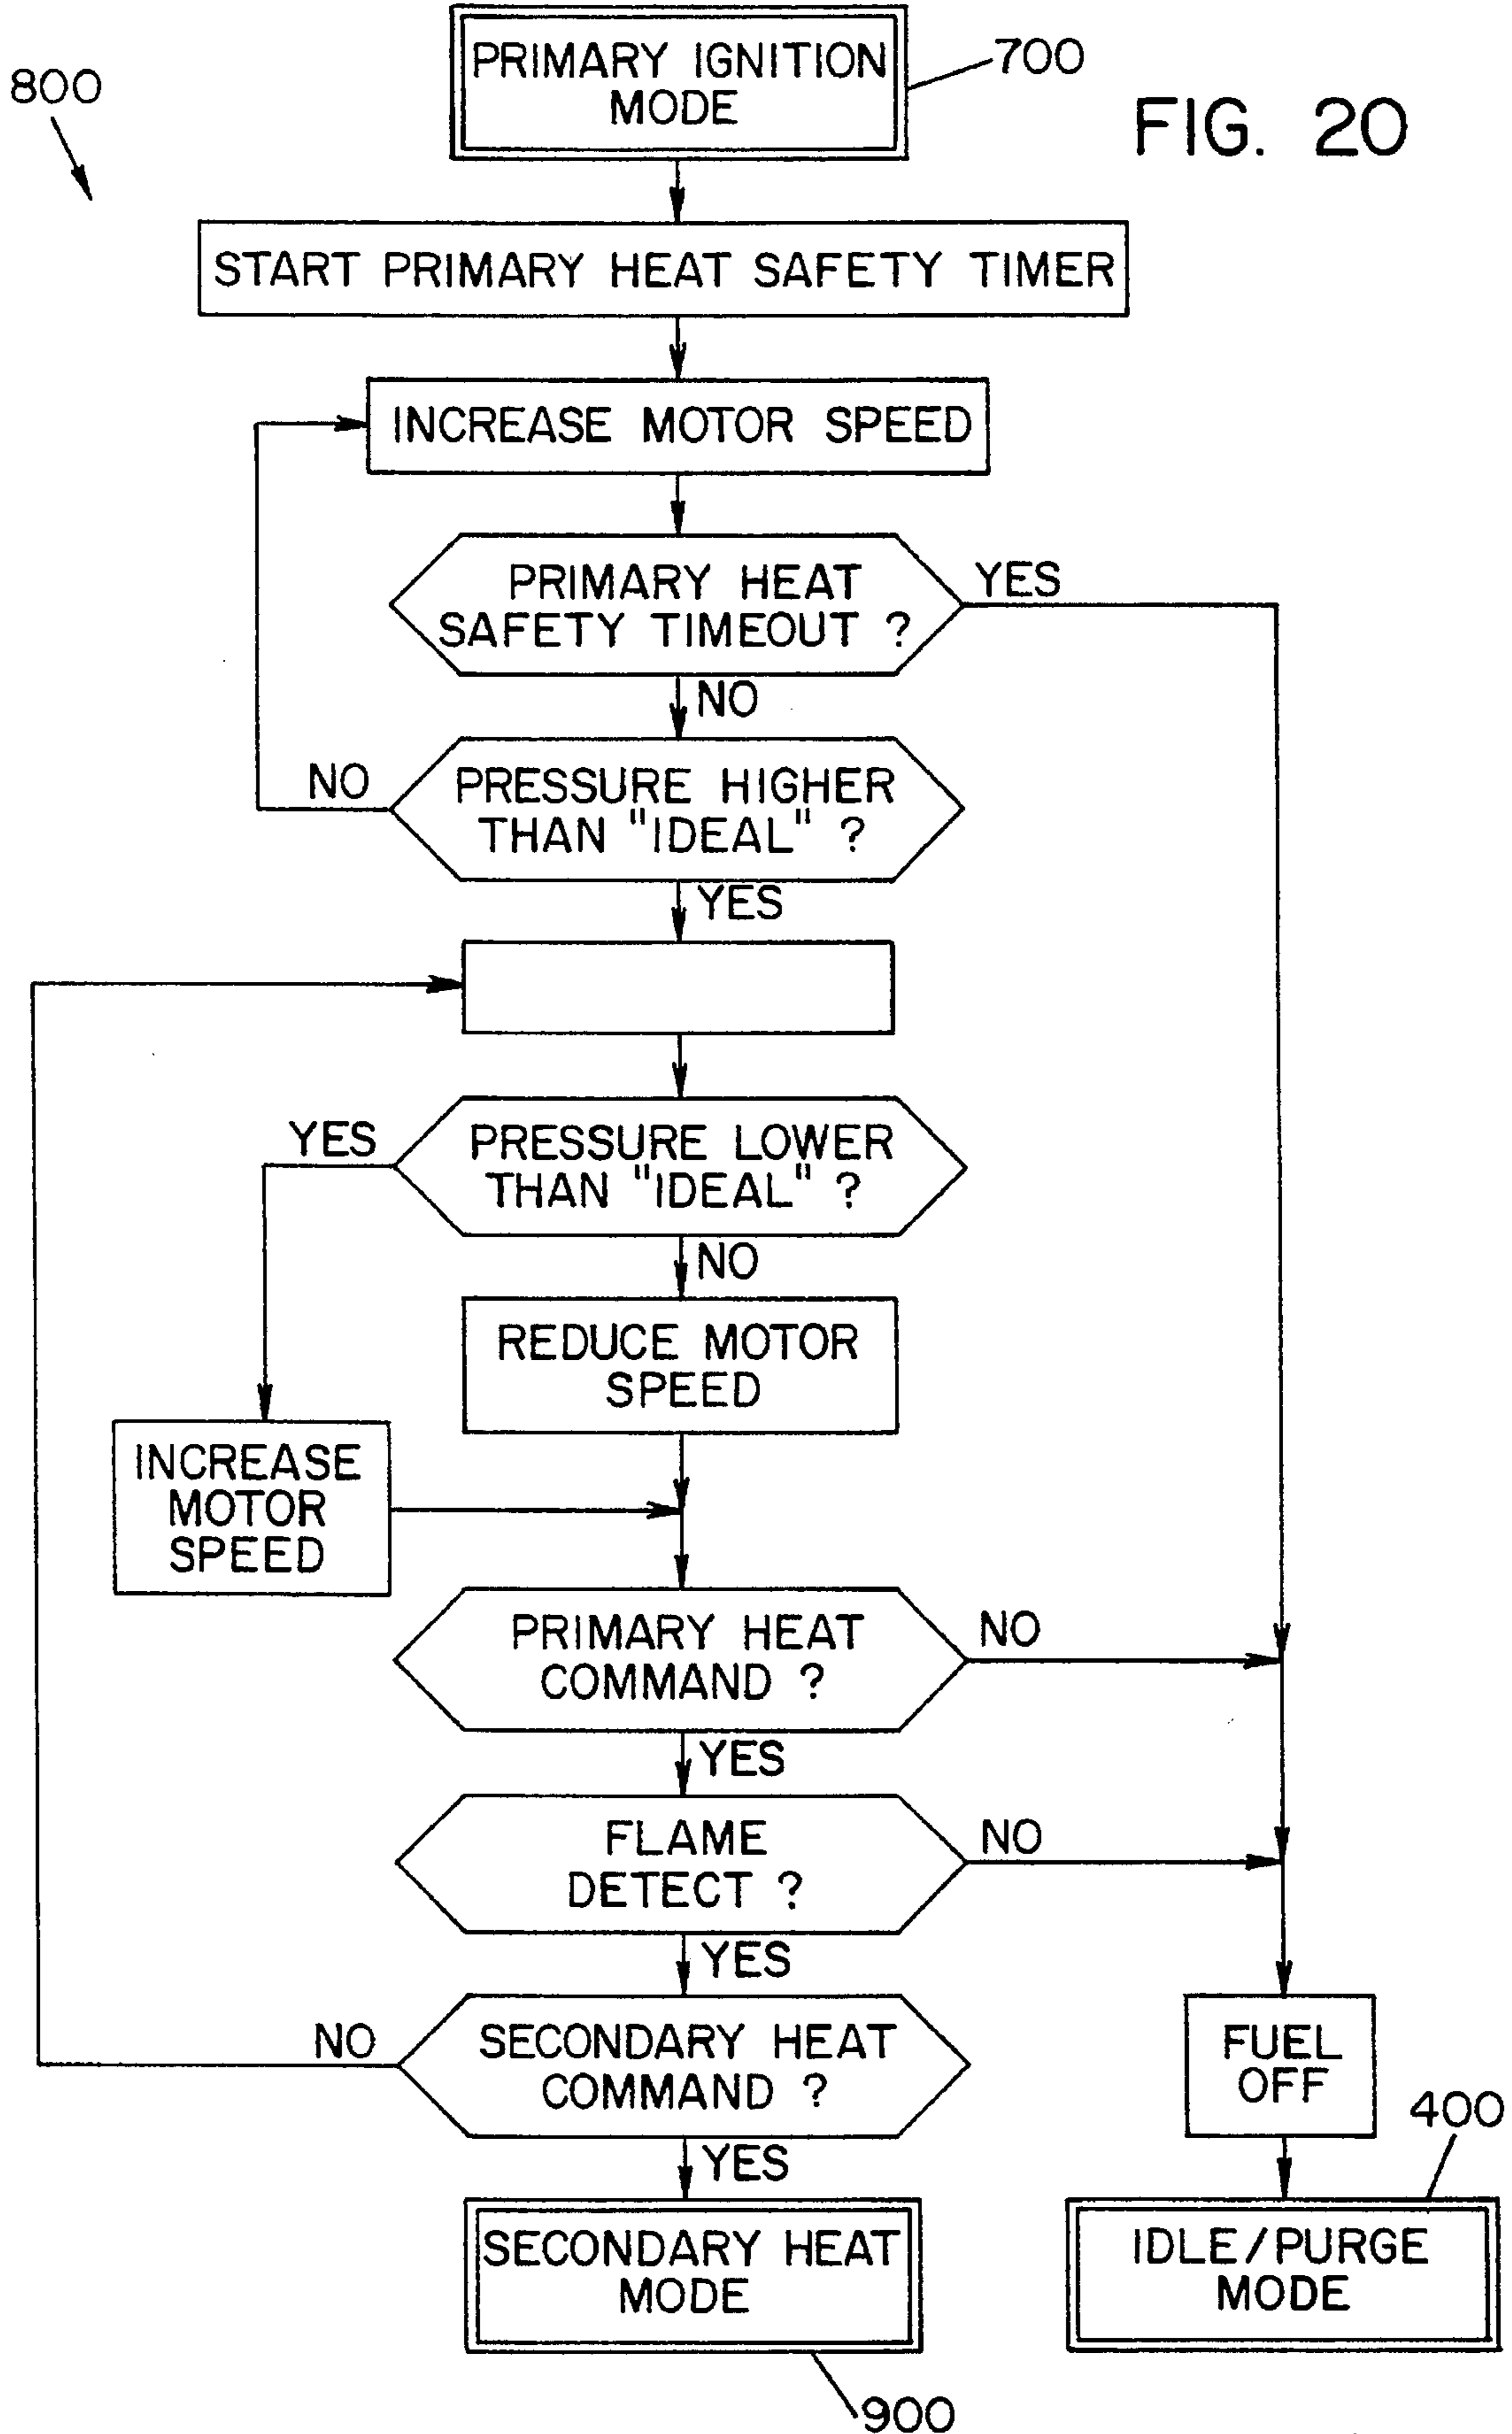 800
PRIMARY IGNITION
MODE
700
FIG. 20
START PRIMARY HEAT SAFETY TIMER
INCREASE MOTOR SPEED
PRIMARY HEAT
SAFETY TIMEOUT ?
YES
NO
PRESSURE HIGHER
THAN "IDEAL" ?
NO
YES
PRESSURE LOWER
THAN "IDEAL" ?
YES
NO
REDUCE MOTOR
SPEED
INCREASE
MOTOR
SPEED
PRIMARY HEAT
COMMAND ?
NO
YES
FLAME
DETECT ?
NO
YES
SECONDARY HEAT
COMMAND ?
NO
YES
FUEL
OFF
400
SECONDARY HEAT
MODE
900
IDLE/PURGE
MODE